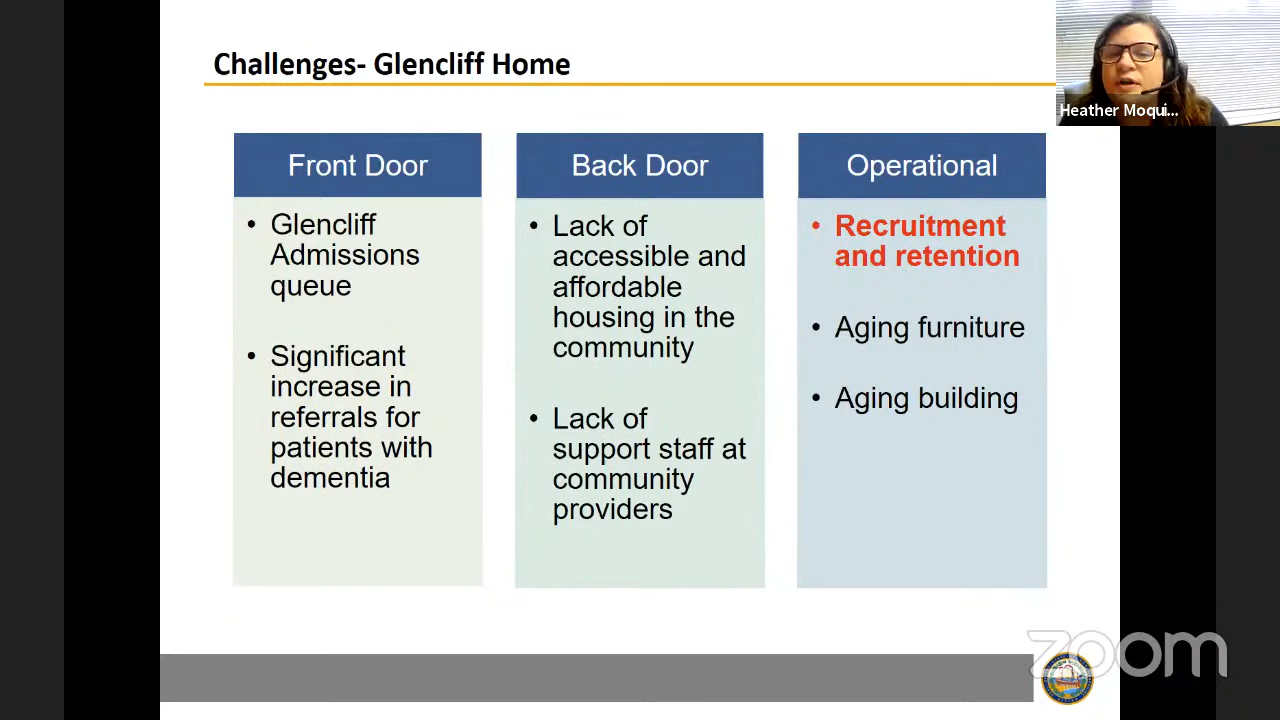 Challenges- Glencliff Home
Heather Moqui...
Front Door
• Glencliff
Admissions
queue
• Significant
increase in
referrals for
patients with
dementia
Back Door
• Lack of
accessible and
affordable
housing in the
community
• Lack of
support staff at
community
providers
Operational
• Recruitment
and retention
• Aging furniture
• Aging building
zoom